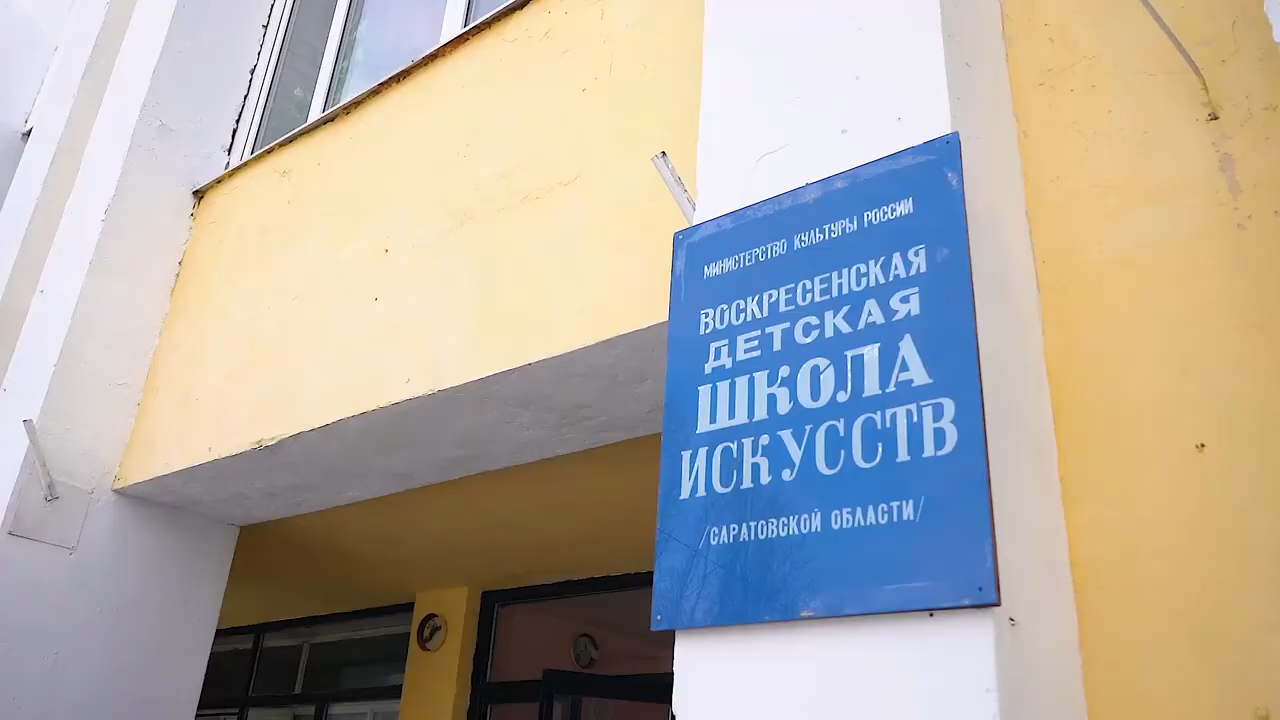 МИНИСТЕРСТВО КУЛЬТУРЫ РОССИИ
ВОСКРЕСЕНСКАЯ
ДЕТСКАЯ
ШКОЛА
ИСКУССТВ
/САРАТОВСКОЙ ОБЛАСТИ/